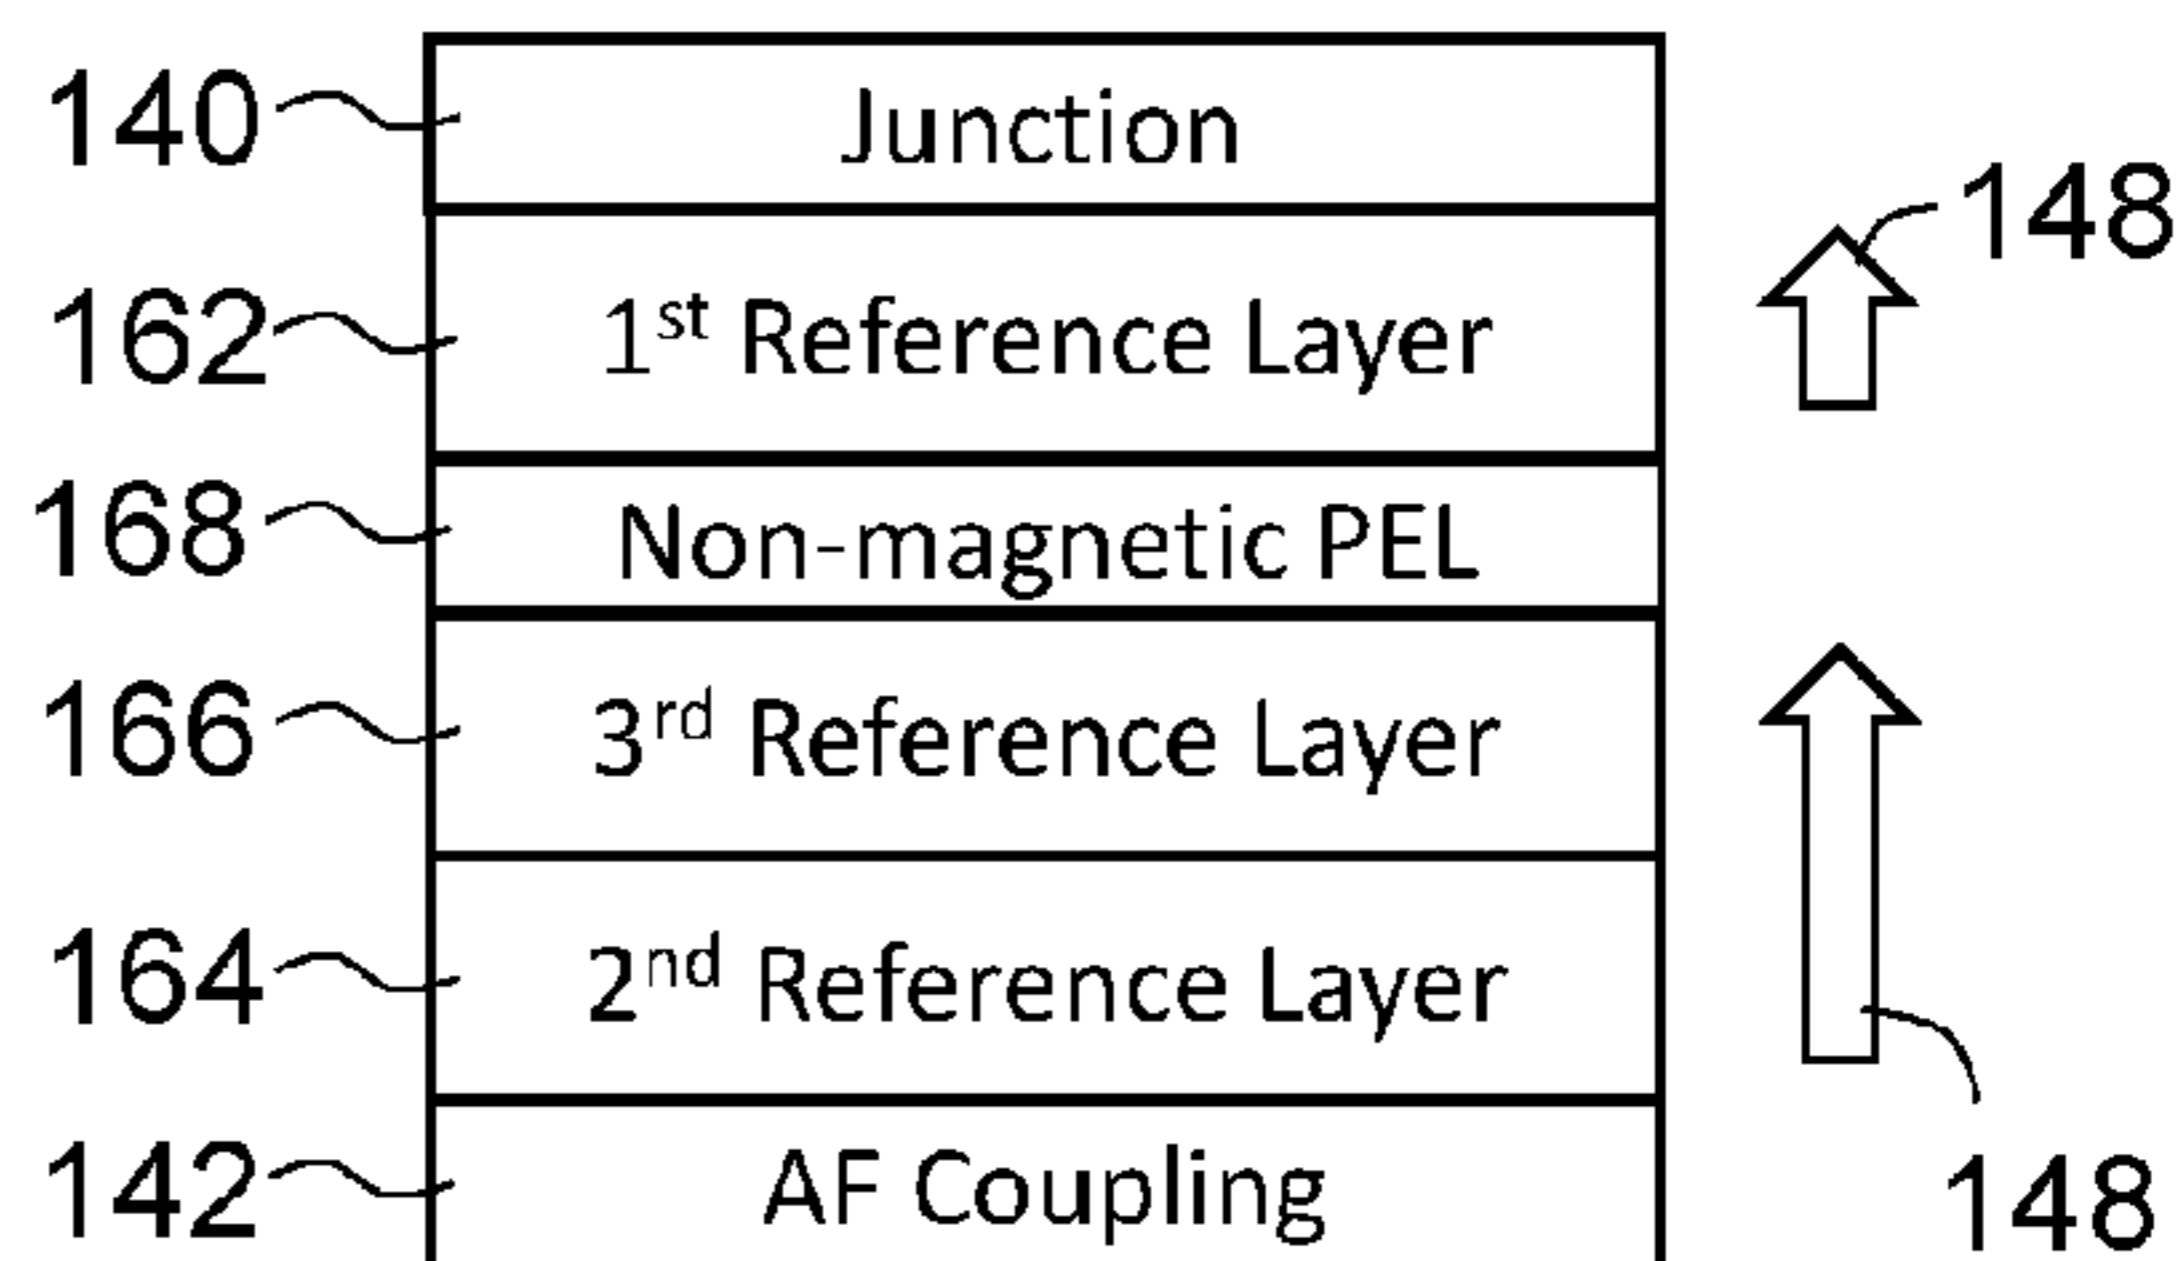 140 Junction
148
162 1st Reference Layer
168 Non-magnetic PEL
166 3rd Reference Layer
164 2nd Reference Layer
142 AF Coupling
148